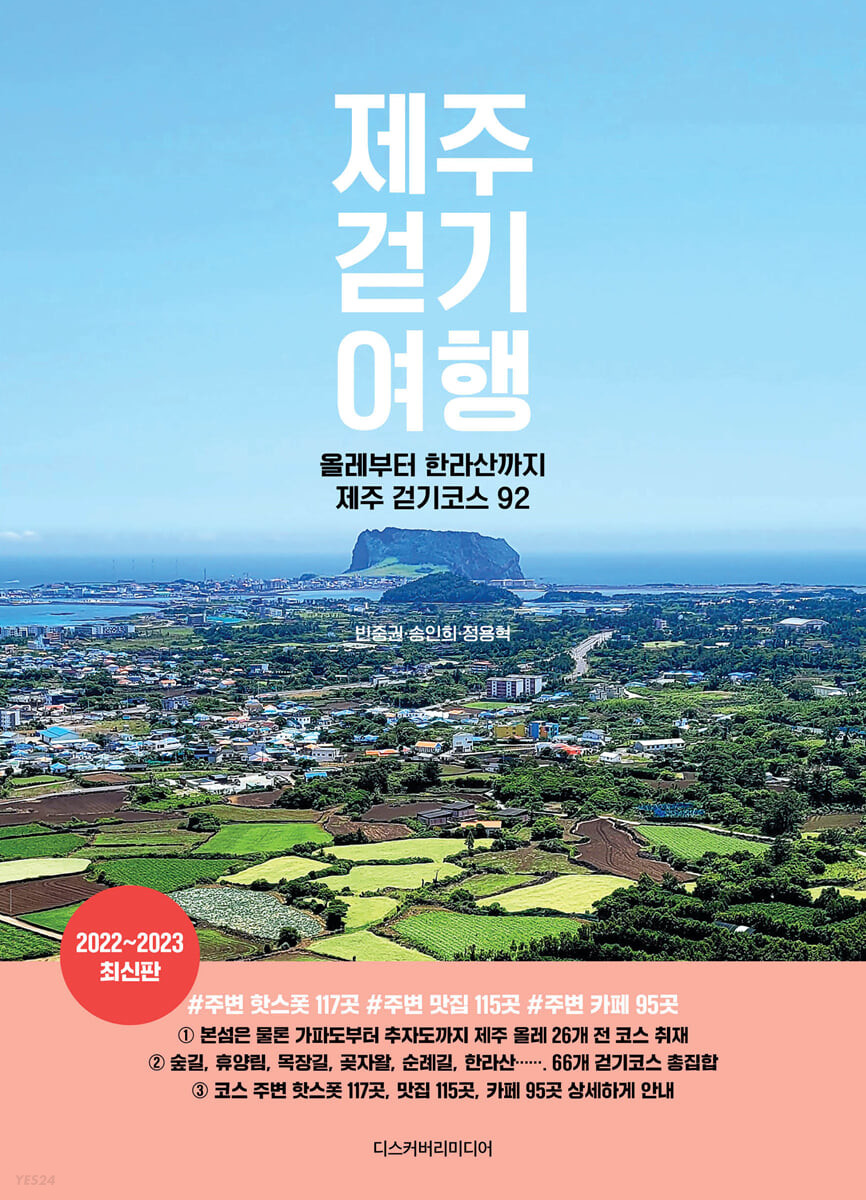 제주
걷기
여행
올레부터 한라산까지
제주 걷기코스 92
빈중권 송인희 정용혁
2022~2023
최신판
#주변 핫스폿 117곳 #주변 맛집 115곳 #주변 카페 95곳
① 본섬은 물론 가파도부터 추자도까지 제주 올레 26개 전 코스 취재
② 숲길, 휴양림, 목장길, 곶자왈, 순례길, 한라산……. 66개 걷기코스 총집합
③ 코스 주변 핫스폿 117곳, 맛집 115곳, 카페 95곳 상세하게 안내
디스커버리미디어
YES24